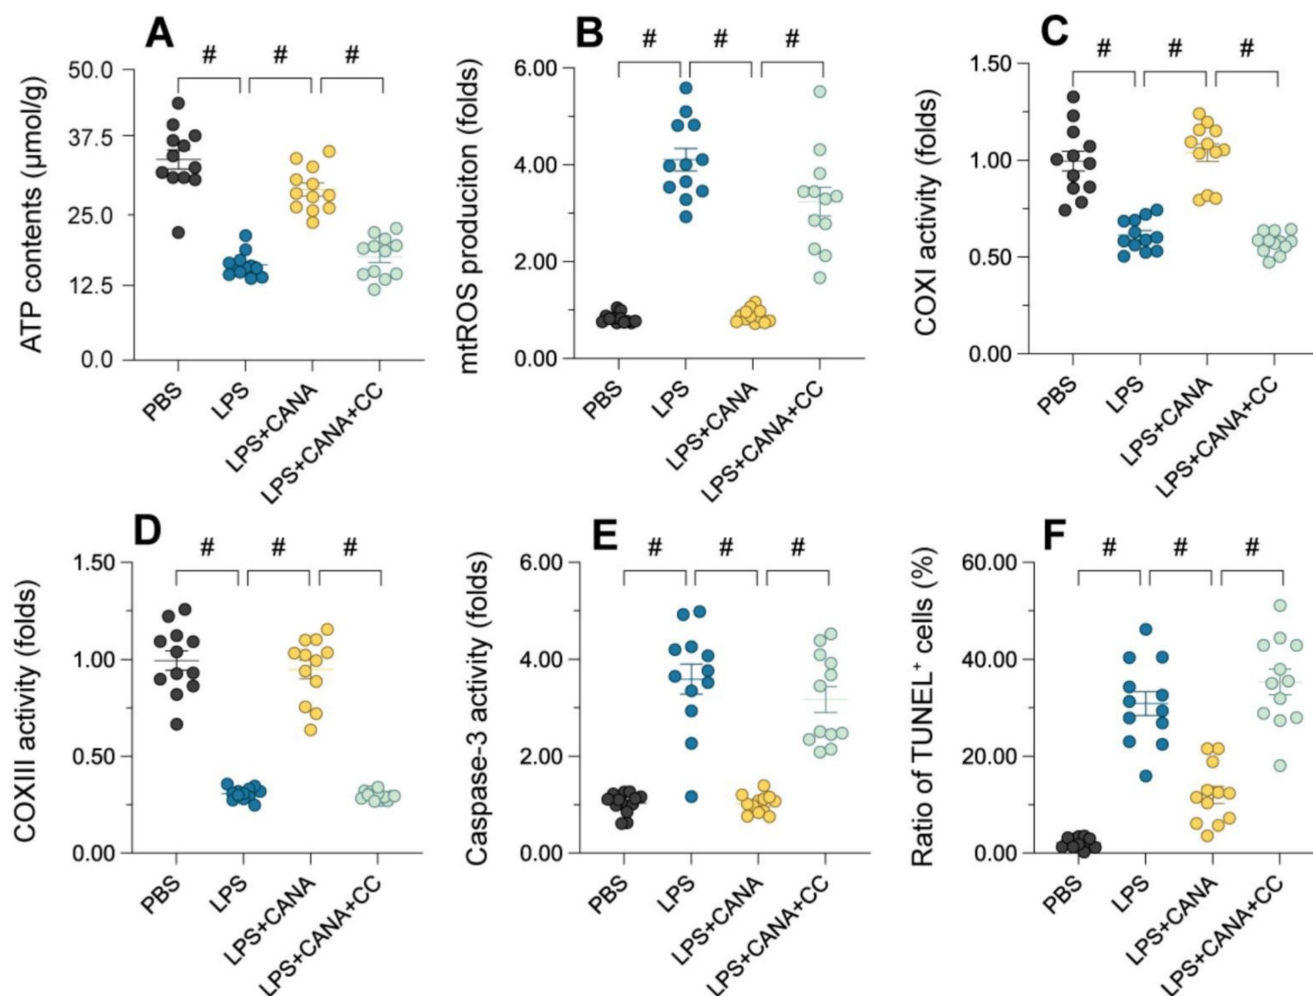 A
# # #
ATP contents (μmol/g)
50.0
37.5
25.0
12.5
0.0
PBS
LPS
LPS+CANA
LPS+CANA+CC
B
# # #
mtROS produciton (folds)
6.00
4.00
2.00
0.00
PBS
LPS
LPS+CANA
LPS+CANA+CC
C
# # #
COXI activity (folds)
1.50
1.00
0.50
0.00
PBS
LPS
LPS+CANA
LPS+CANA+CC
D
# # #
COXIII activity (folds)
1.50
1.00
0.50
0.00
PBS
LPS
LPS+CANA
LPS+CANA+CC
E
# # #
Caspase-3 activity (folds)
6.00
4.00
2.00
0.00
PBS
LPS
LPS+CANA
LPS+CANA+CC
F
# # #
Ratio of TUNEL⁺ cells (%)
60.00
40.00
20.00
0.00
PBS
LPS
LPS+CANA
LPS+CANA+CC